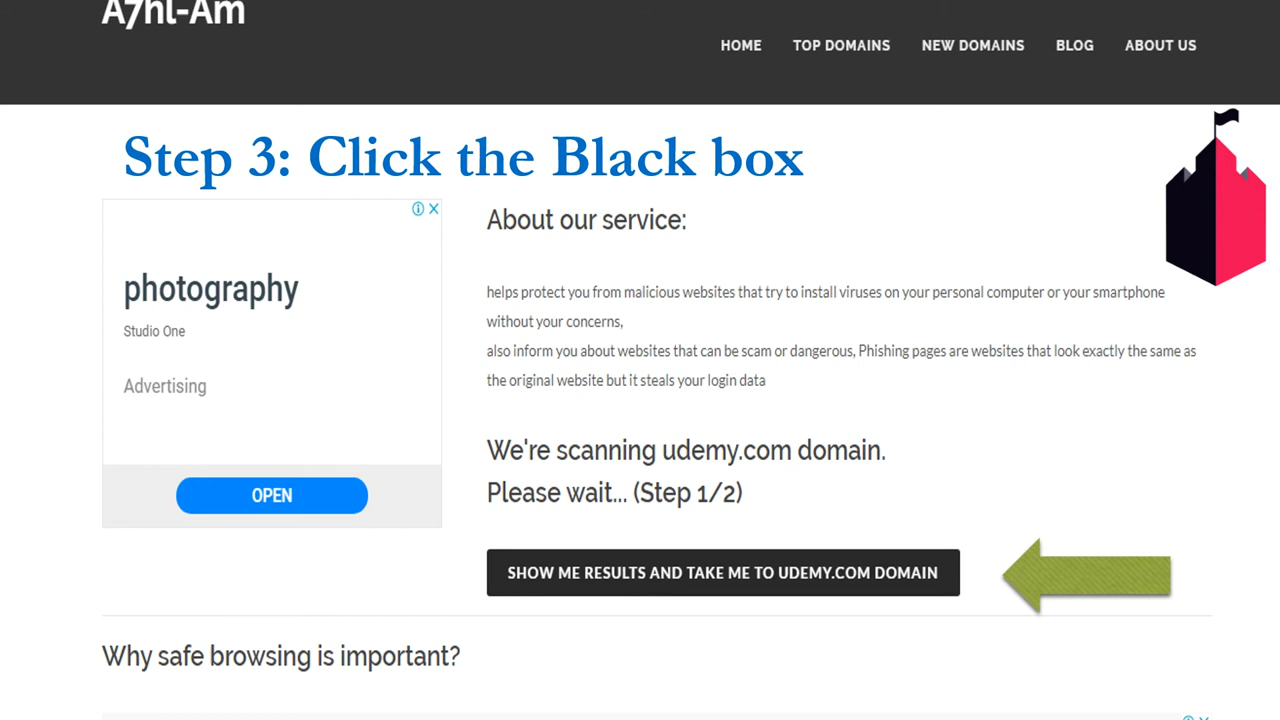 A7hl-Am
HOME TOP DOMAINS NEW DOMAINS BLOG ABOUT US
Step 3: Click the Black box
photography
Studio One
Advertising
OPEN
About our service:
helps protect you from malicious websites that try to install viruses on your personal computer or your smartphone
without your concerns,
also inform you about websites that can be scam or dangerous, Phishing pages are websites that look exactly the same as
the original website but it steals your login data
We're scanning udemy.com domain.
Please wait... (Step 1/2)
SHOW ME RESULTS AND TAKE ME TO UDEMY.COM DOMAIN
Why safe browsing is important?